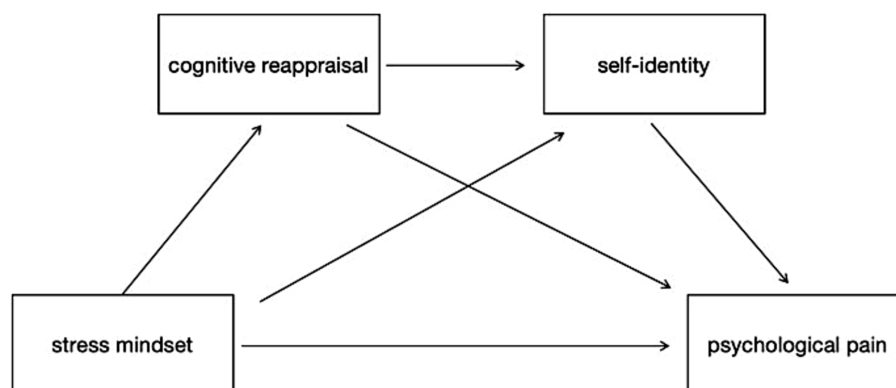 cognitive reappraisal
self-identity
stress mindset
psychological pain